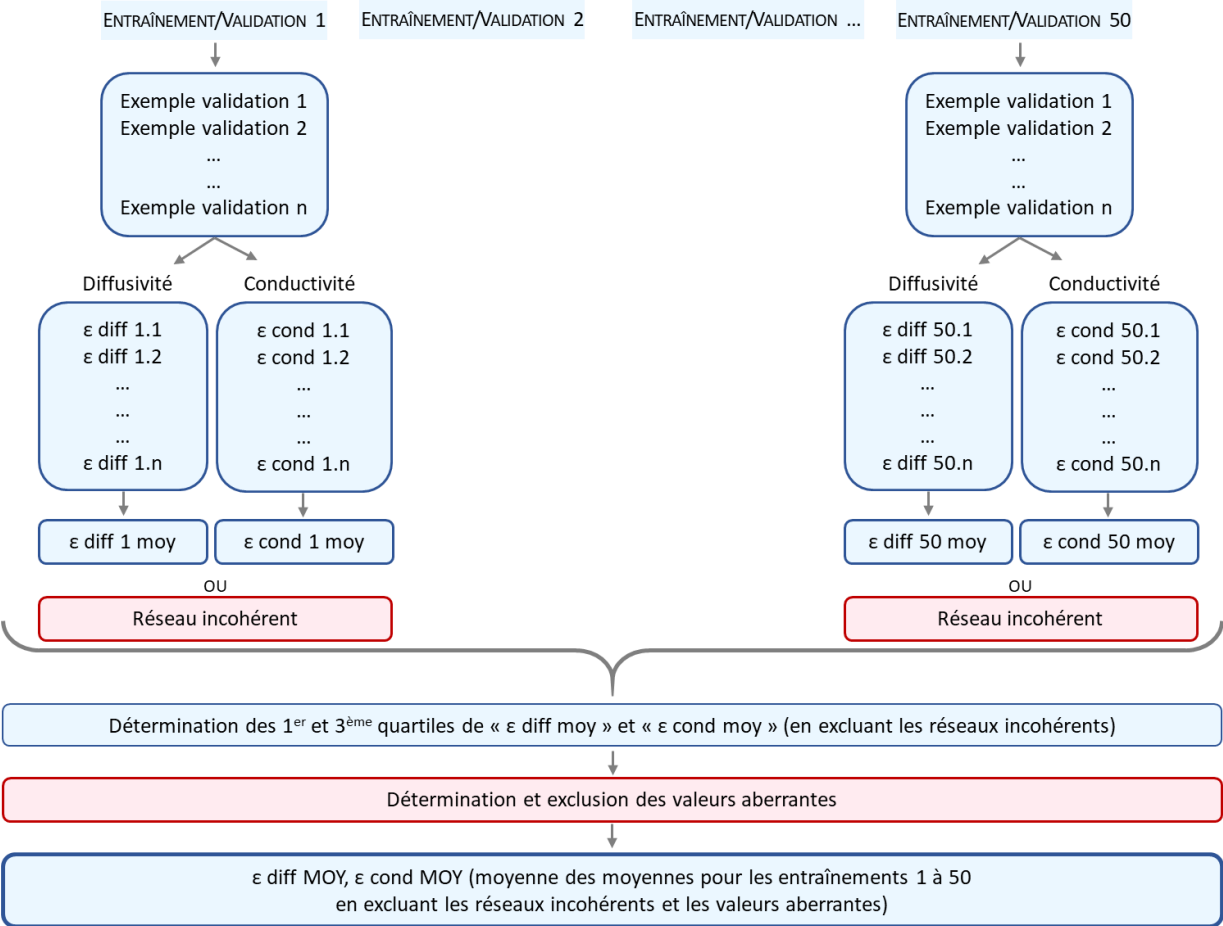 ENTRAÎNEMENT/VALIDATION 1
ENTRAÎNEMENT/VALIDATION 2
ENTRAÎNEMENT/VALIDATION ...
ENTRAÎNEMENT/VALIDATION 50
Exemple validation 1
Exemple validation 2
...
...
Exemple validation n
Diffusivité
Conductivité
ε diff 1.1
ε diff 1.2
...
...
...
ε diff 1.n
ε cond 1.1
ε cond 1.2
...
...
...
ε cond 1.n
ε diff 1 moy
ε cond 1 moy
OU
Réseau incohérent
Exemple validation 1
Exemple validation 2
...
...
Exemple validation n
Diffusivité
Conductivité
ε diff 50.1
ε diff 50.2
...
...
...
ε diff 50.n
ε cond 50.1
ε cond 50.2
...
...
...
ε cond 50.n
ε diff 50 moy
ε cond 50 moy
OU
Réseau incohérent
Détermination des 1er et 3ème quartiles de « ε diff moy » et « ε cond moy » (en excluant les réseaux incohérents)
Détermination et exclusion des valeurs aberrantes
ε diff MOY, ε cond MOY (moyenne des moyennes pour les entraînements 1 à 50
en excluant les réseaux incohérents et les valeurs aberrantes)